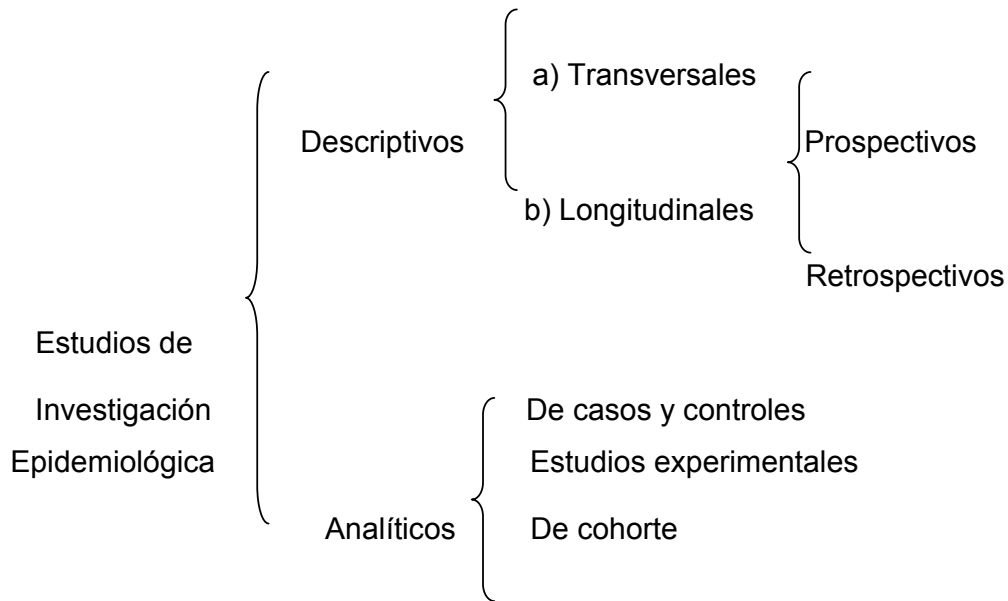 a) Transversales
Descriptivos
Prospectivos
b) Longitudinales
Retrospectivos
Estudios de
Investigación
Epidemiológica
De casos y controles
Estudios experimentales
Analíticos
De cohorte